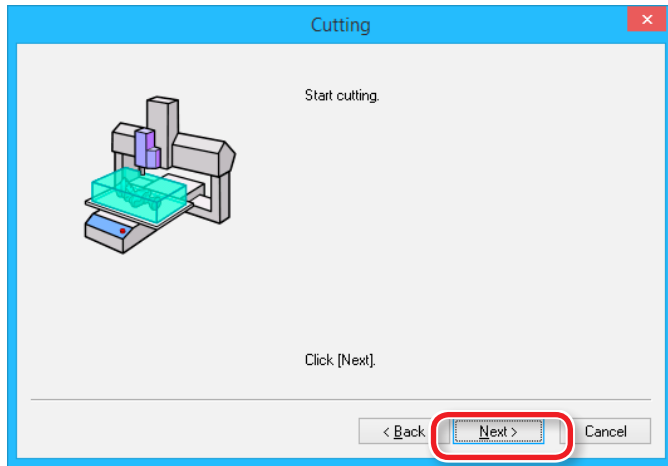 Cutting
Start cutting.
Click [Next].
< Back
Next >
Cancel